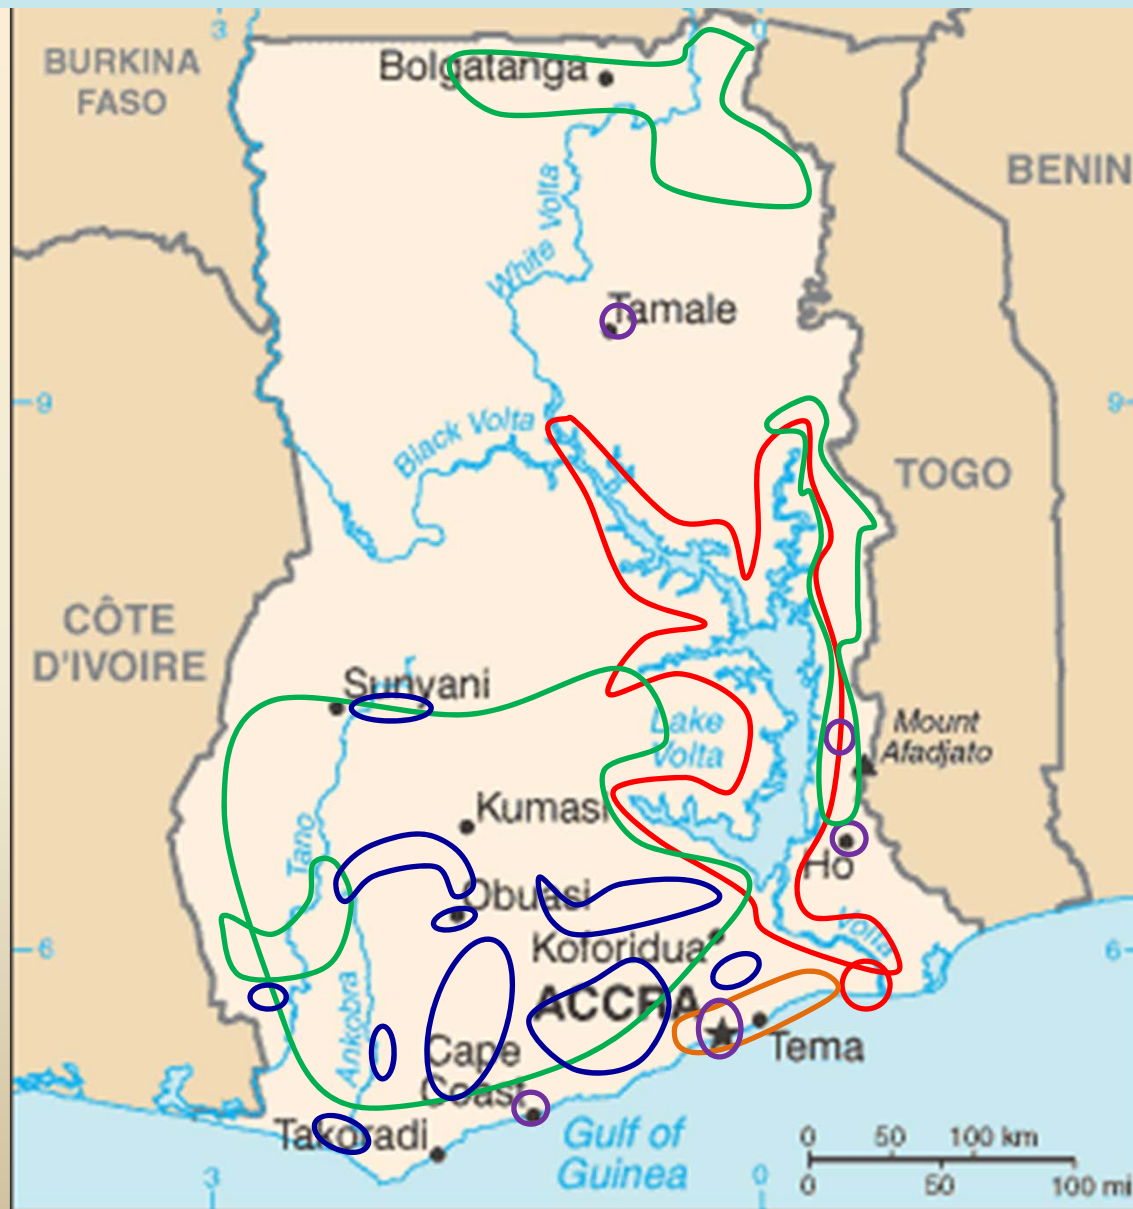 3
0
BURKINA
FASO
Bolgatanga
BENIN
White Volta
Tamale
9
9
Black Volta
TOGO
CÔTE
D'IVOIRE
Sunyani
Lake
Volta
Mount
Afadjato
Kumasi
Tano
Ho
Obuasi
Volta
Koforidua
6
6
ACCRA
Ankobra
Cape
Coast
Tema
Takoradi
Gulf of
Guinea
0 50 100 km
0 50 100 mi
3
0